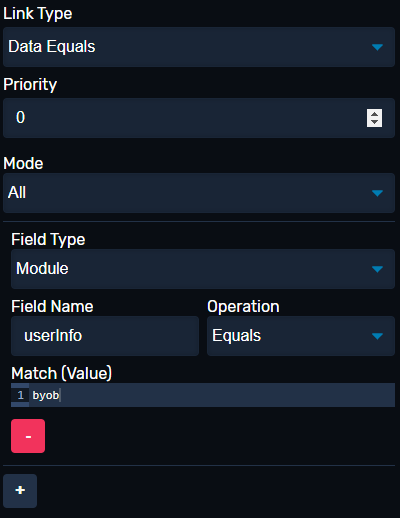 Link Type
Data Equals
Priority
0
Mode
All
Field Type
Module
Field Name Operation
userInfo Equals
Match (Value)
1 byob
-
+